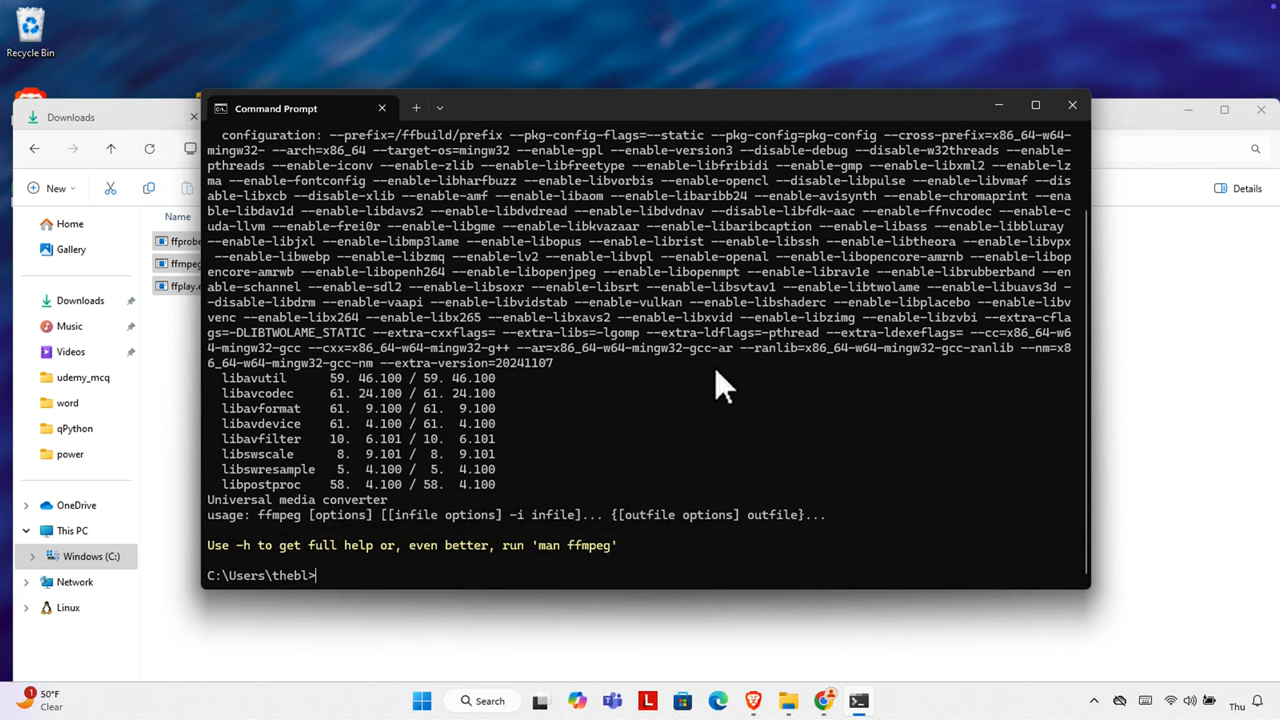 Recycle Bin
Downloads
New
Details
Home
Gallery
Downloads
Music
Videos
udemy_mcq
word
qPython
power
OneDrive
This PC
Windows (C:)
Network
Linux
Name
ffprobe
ffmpeg
ffplay.e
Command Prompt
configuration: --prefix=/ffbuild/prefix --pkg-config-flags=--static --pkg-config=pkg-config --cross-prefix=x86_64-w64-
mingw32- --arch=x86_64 --target-os=mingw32 --enable-gpl --enable-version3 --disable-debug --disable-w32threads --enable-
pthreads --enable-iconv --enable-zlib --enable-libfreetype --enable-libfribidi --enable-gmp --enable-libxml2 --enable-lz
ma --enable-fontconfig --enable-libharfbuzz --enable-libvorbis --enable-opencl --disable-libpulse --enable-libvmaf --dis
able-libxcb --disable-xlib --enable-amf --enable-libaom --enable-libaribb24 --enable-avisynth --enable-chromaprint --ena
ble-libdav1d --enable-libdavs2 --enable-libdvdread --enable-libdvdnav --disable-libfdk-aac --enable-ffnvcodec --enable-c
uda-llvm --enable-frei0r --enable-libgme --enable-libkvazaar --enable-libaribcaption --enable-libass --enable-libbluray
--enable-libjxl --enable-libmp3lame --enable-libopus --enable-librist --enable-libssh --enable-libtheora --enable-libvpx
--enable-libwebp --enable-libzmq --enable-lv2 --enable-libvpl --enable-openal --enable-libopencore-amrnb --enable-libop
encore-amrwb --enable-libopenh264 --enable-libopenjpeg --enable-libopenmpt --enable-librav1e --enable-librubberband --en
able-schannel --enable-sdl2 --enable-libsoxr --enable-libsrt --enable-libsvtav1 --enable-libtwolame --enable-libuavs3d -
-disable-libdrm --enable-vaapi --enable-libvidstab --enable-vulkan --enable-libshaderc --enable-libplacebo --enable-libv
venc --enable-libx264 --enable-libx265 --enable-libxavs2 --enable-libxvid --enable-libzimg --enable-libzvbi --extra-cfla
gs=-DLIBTWOLAME_STATIC --extra-cxxflags= --extra-libs=-lgomp --extra-ldflags=-pthread --extra-ldexeflags= --cc=x86_64-w6
4-mingw32-gcc --cxx=x86_64-w64-mingw32-g++ --ar=x86_64-w64-mingw32-gcc-ar --ranlib=x86_64-w64-mingw32-gcc-ranlib --nm=x8
6_64-w64-mingw32-gcc-nm --extra-version=20241107
libavutil 59. 46.100 / 59. 46.100
libavcodec 61. 24.100 / 61. 24.100
libavformat 61. 9.100 / 61. 9.100
libavdevice 61. 4.100 / 61. 4.100
libavfilter 10. 6.101 / 10. 6.101
libswscale 8. 9.101 / 8. 9.101
libswresample 5. 4.100 / 5. 4.100
libpostproc 58. 4.100 / 58. 4.100
Universal media converter
usage: ffmpeg [options] [[infile options] -i infile]... {[outfile options] outfile}...
Use -h to get full help or, even better, run 'man ffmpeg'
C:\Users\thebl>
1
50°F
Clear
Search
L
Thu